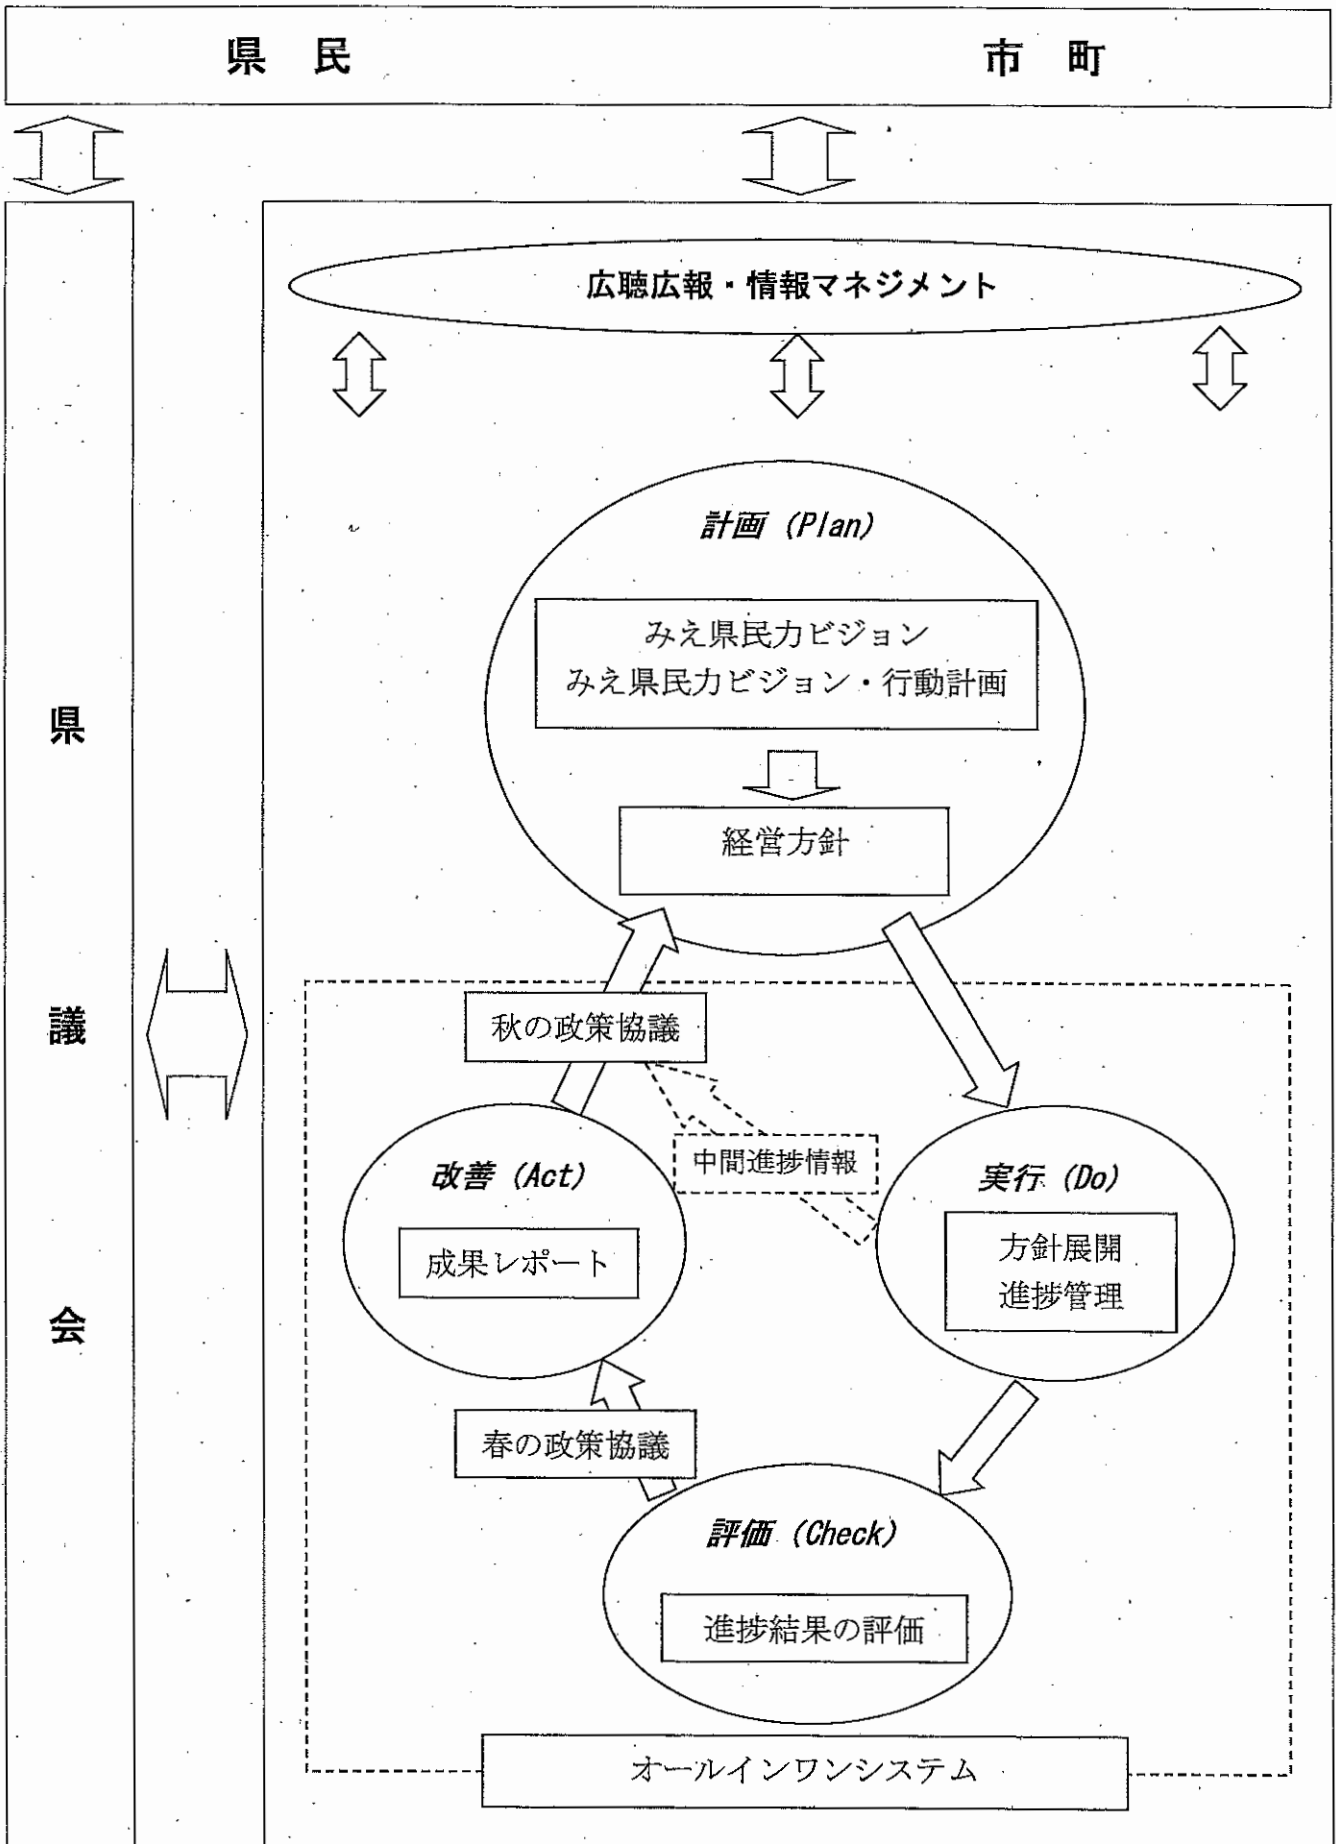 県 民
市 町
県 議 会
広聴広報・情報マネジメント
計画 (Plan)
みえ県民力ビジョン
みえ県民力ビジョン・行動計画
経営方針
秋の政策協議
中間進捗情報
改善 (Act)
成果レポート
実行 (Do)
方針展開
進捗管理
春の政策協議
評価 (Check)
進捗結果の評価
オールインワンシステム